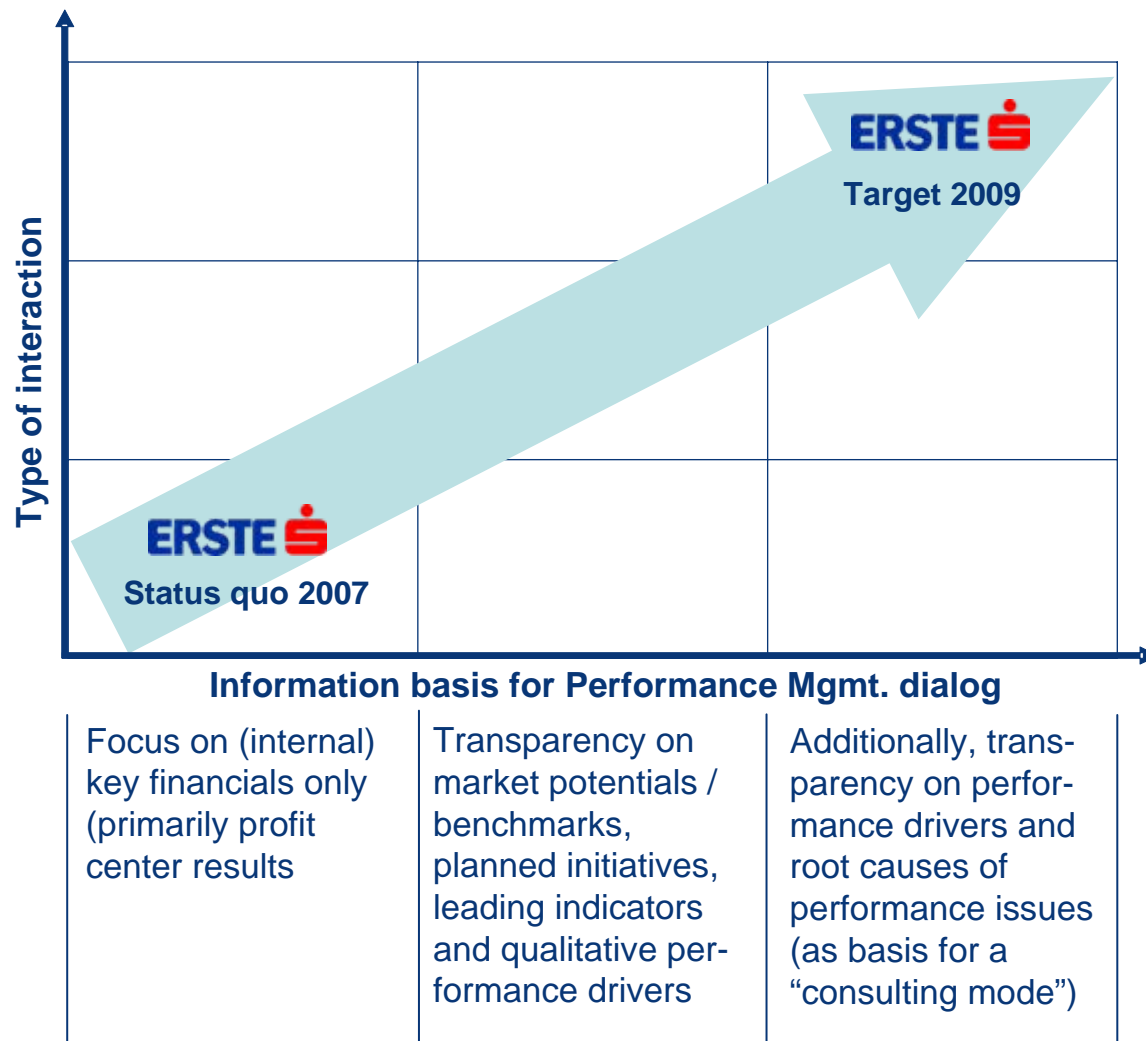 ERSTE
Target 2009
Type of interaction
ERSTE
Status quo 2007
Information basis for Performance Mgmt. dialog
Focus on (internal)
key financials only
(primarily profit
center results
Transparency on
market potentials /
benchmarks,
planned initiatives,
leading indicators
and qualitative per-
formance drivers
Additionally, trans-
parency on perfor-
mance drivers and
root causes of
performance issues
(as basis for a
“consulting mode”)